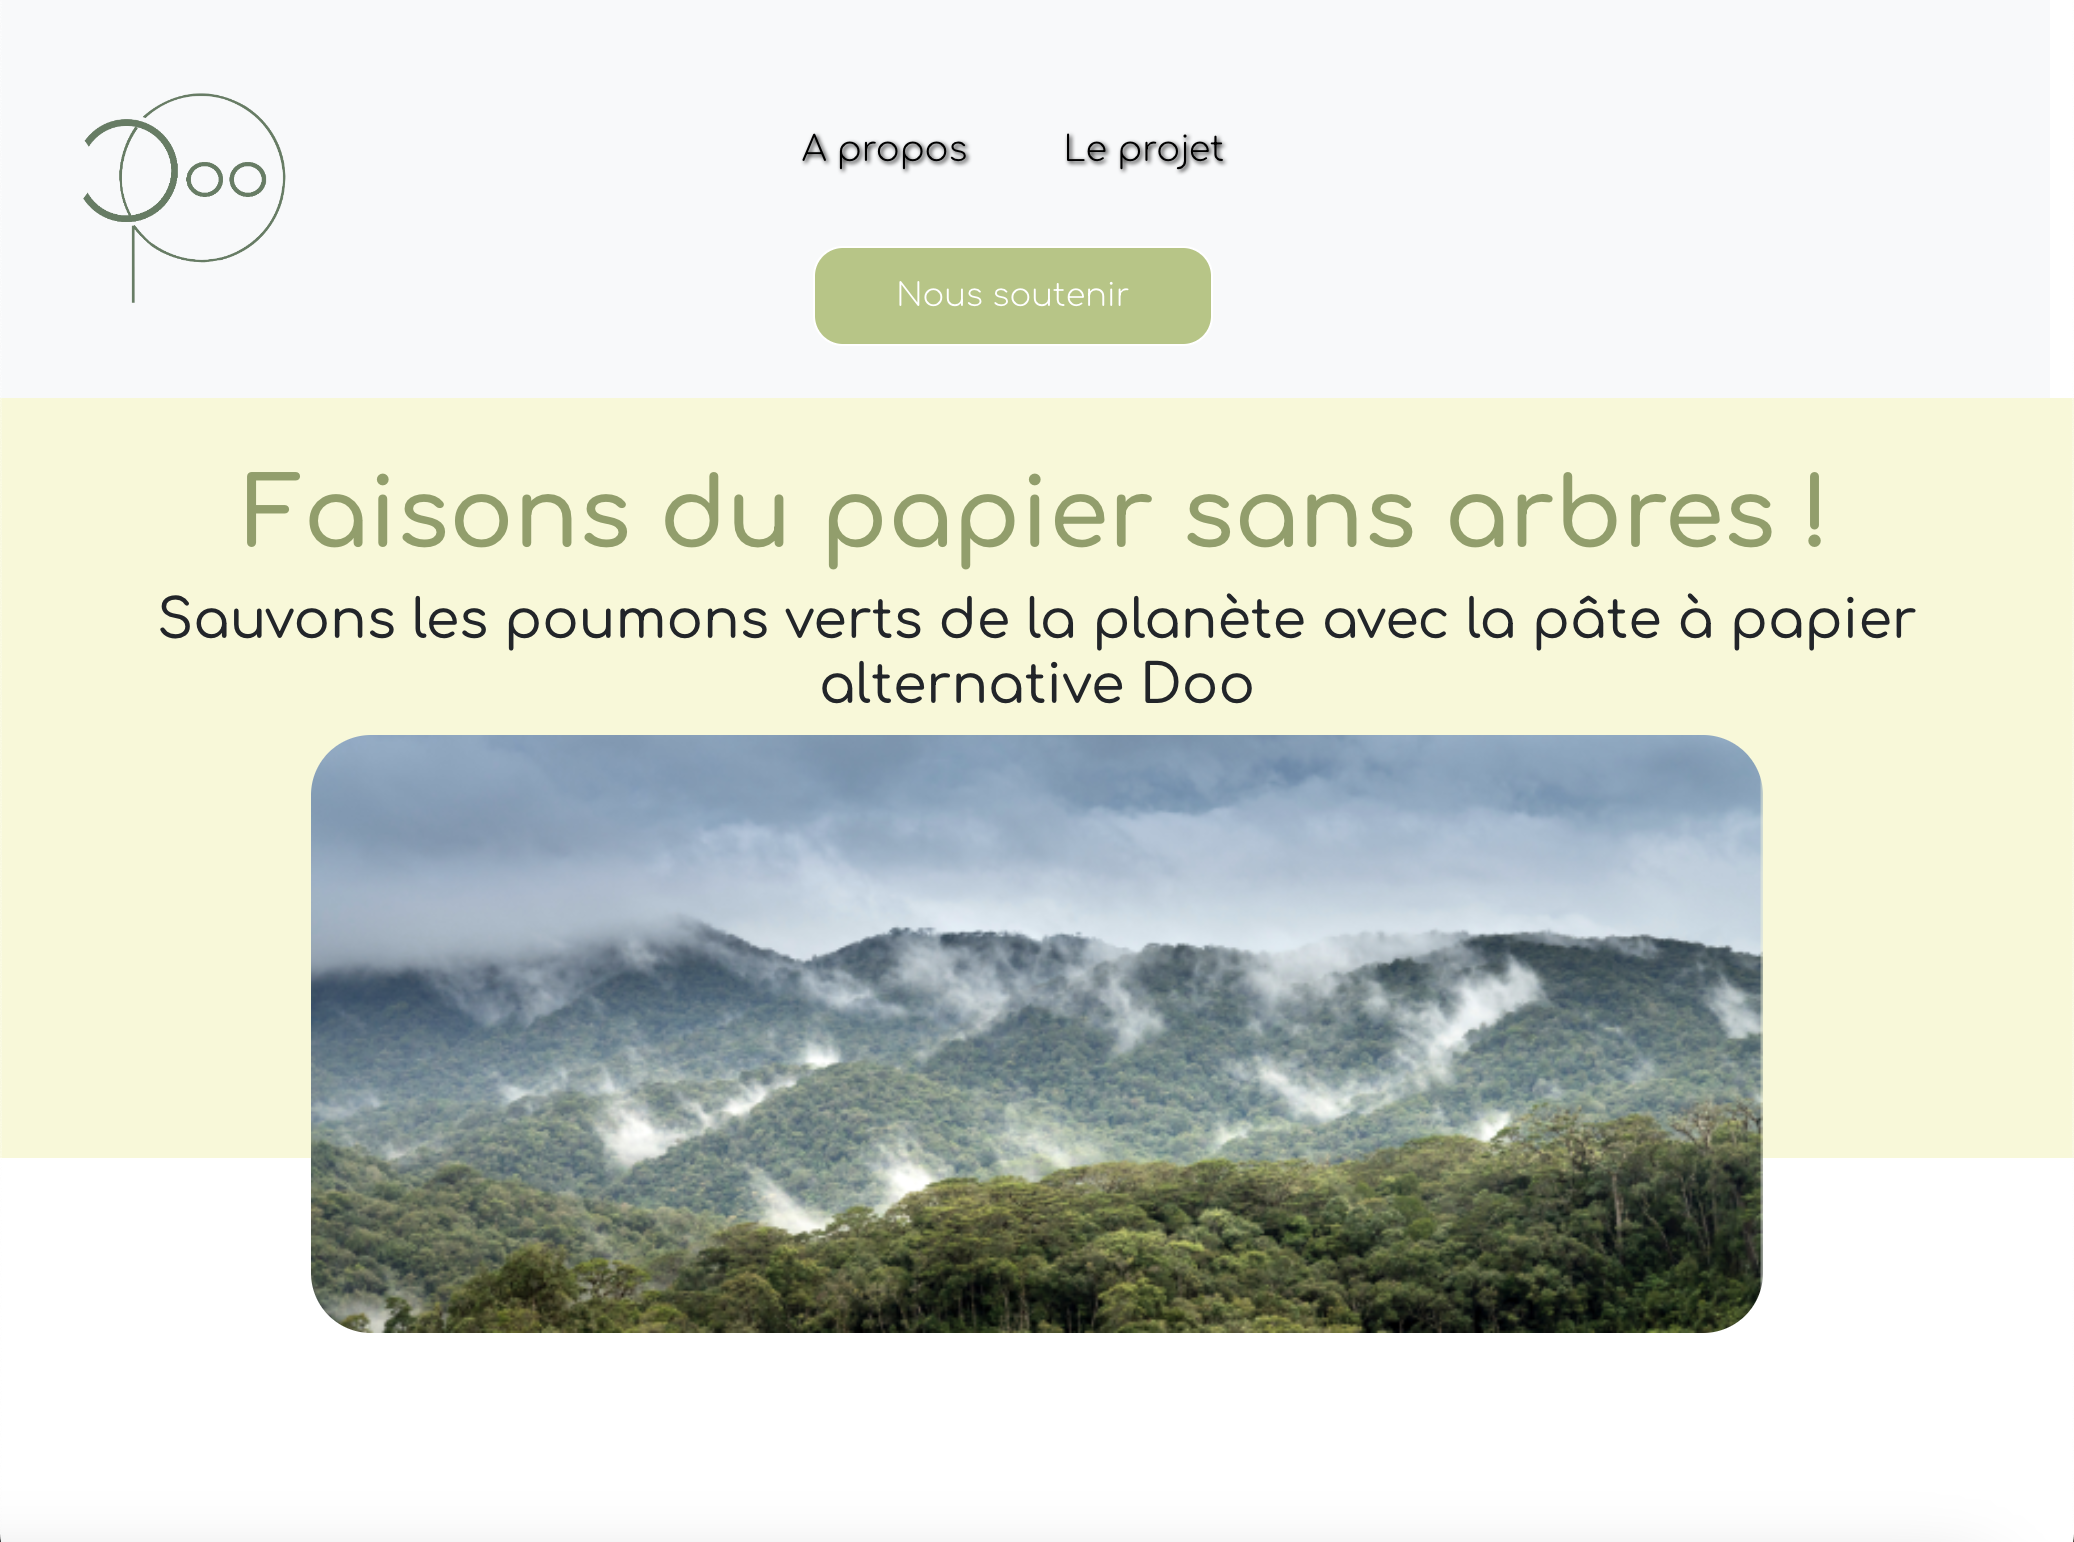 Doo
A propos
Le projet
Nous soutenir
Faisons du papier sans arbres !
Sauvons les poumons verts de la planète avec la pâte à papier
alternative Doo